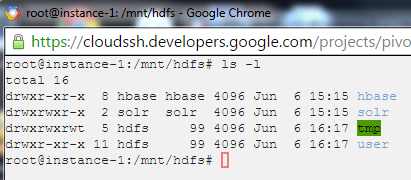 root@instance-1: /mnt/hdfs - Google Chrome
https://cloudssh.developers.google.com/projects/pivo
root@instance-1:/mnt/hdfs# ls -l
total 16
drwxr-xr-x  8 hbase hbase 4096 Jun  6 15:15 hbase
drwxrwxr-x  2 solr  solr  4096 Jun  6 15:15 solr
drwxrwxrwt  5 hdfs     99 4096 Jun  6 16:17 tmp
drwxr-xr-x 11 hdfs     99 4096 Jun  6 16:17 user
root@instance-1:/mnt/hdfs#